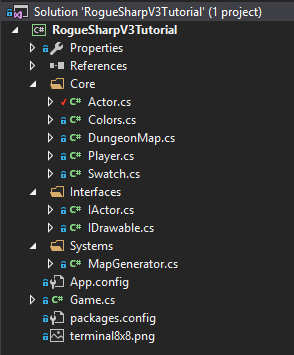 Solution 'RogueSharpV3Tutorial' (1 project)
C# RogueSharpV3Tutorial
Properties
References
Core
C# Actor.cs
C# Colors.cs
C# DungeonMap.cs
C# Player.cs
C# Swatch.cs
Interfaces
C# IActor.cs
C# IDrawable.cs
Systems
C# MapGenerator.cs
App.config
C# Game.cs
packages.config
terminal8x8.png